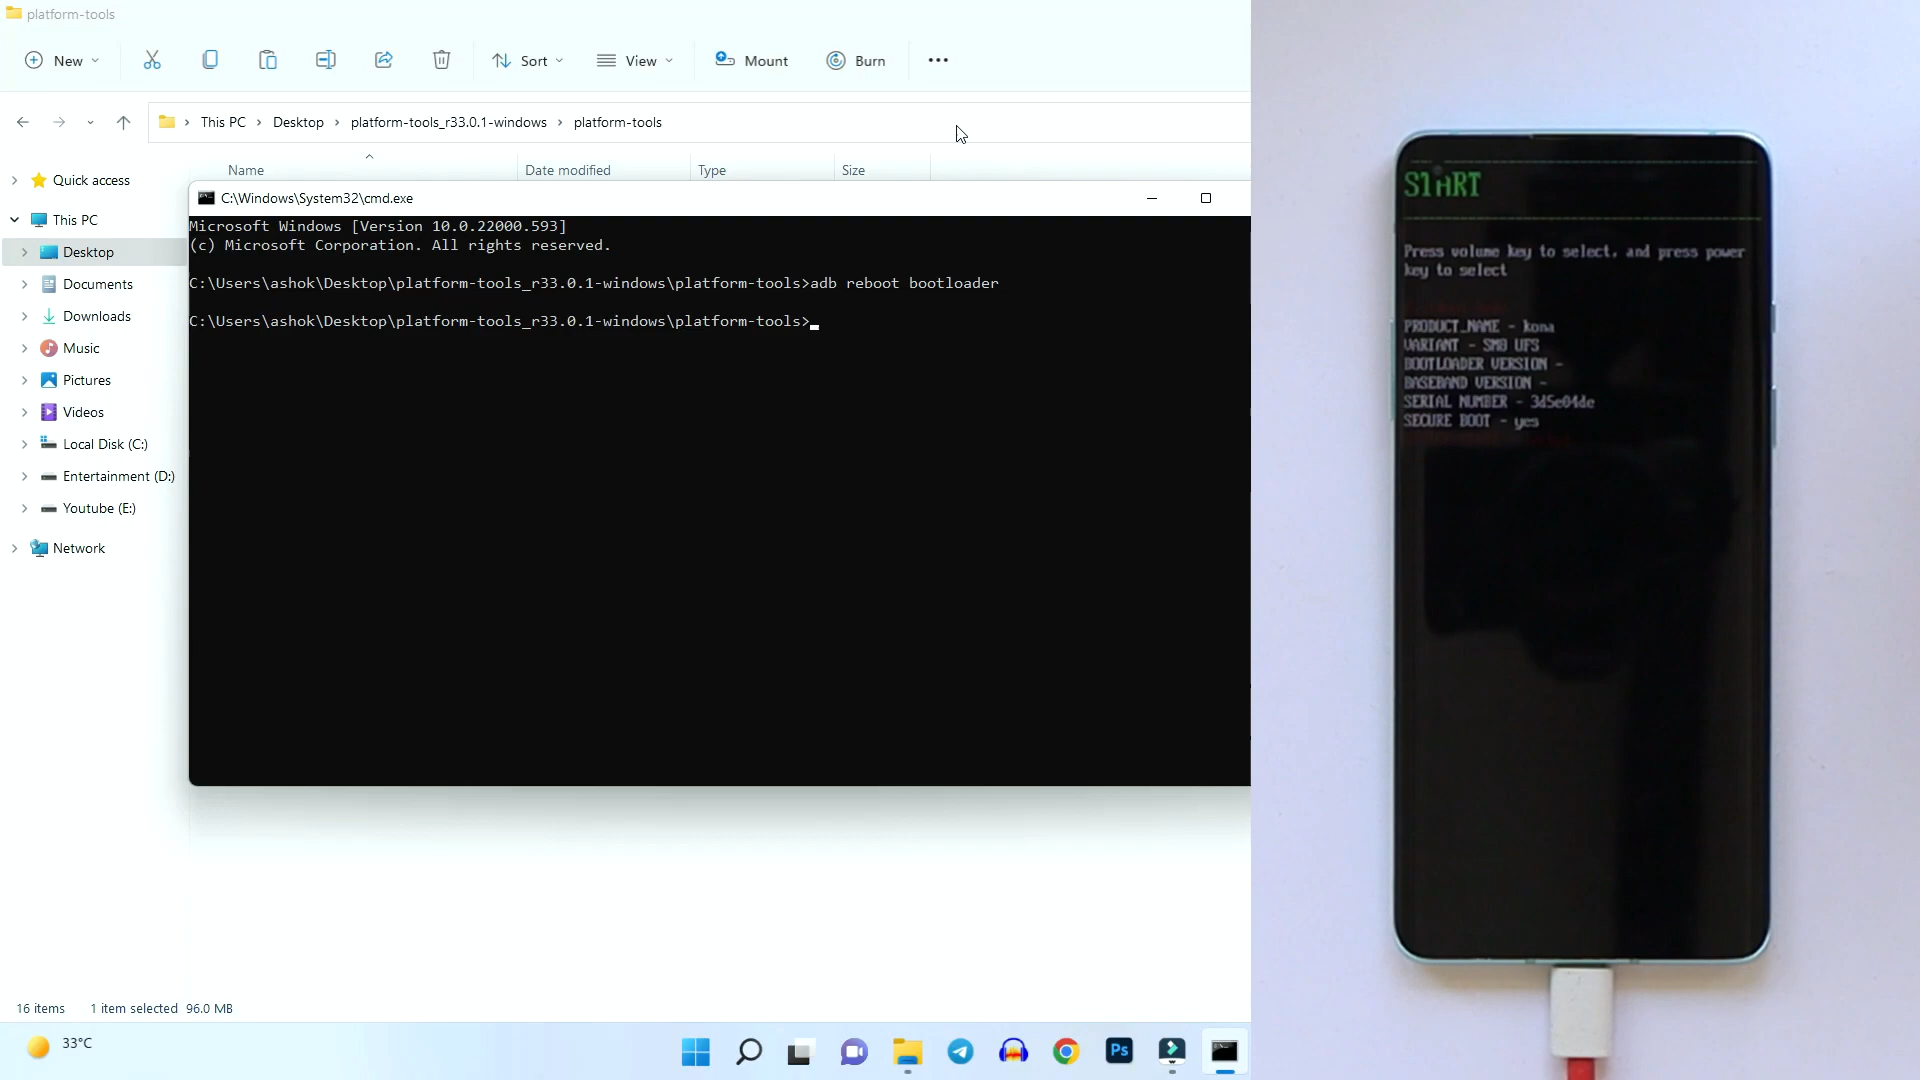 platform-tools
New
Sort
View
Mount
Burn
This PC
Desktop
platform-tools_r33.0.1-windows
platform-tools
Name
Date modified
Type
Size
Quick access
This PC
Desktop
Documents
Downloads
Music
Pictures
Videos
Local Disk (C:)
Entertainment (D:)
Youtube (E:)
Network
C:\Windows\System32\cmd.exe
Microsoft Windows [Version 10.0.22000.593]
(c) Microsoft Corporation. All rights reserved.
C:\Users\ashok\Desktop\platform-tools_r33.0.1-windows\platform-tools>adb reboot bootloader
C:\Users\ashok\Desktop\platform-tools_r33.0.1-windows\platform-tools>
16 items
1 item selected 96.0 MB
33°C
Ps
START
Press volume key to select, and press power
key to select
PRODUCT_NAME - kona
VARIANT - SM8 UFS
BOOTLOADER VERSION -
BASEBAND VERSION -
SERIAL NUMBER - 3d5e04de
SECURE BOOT - yes